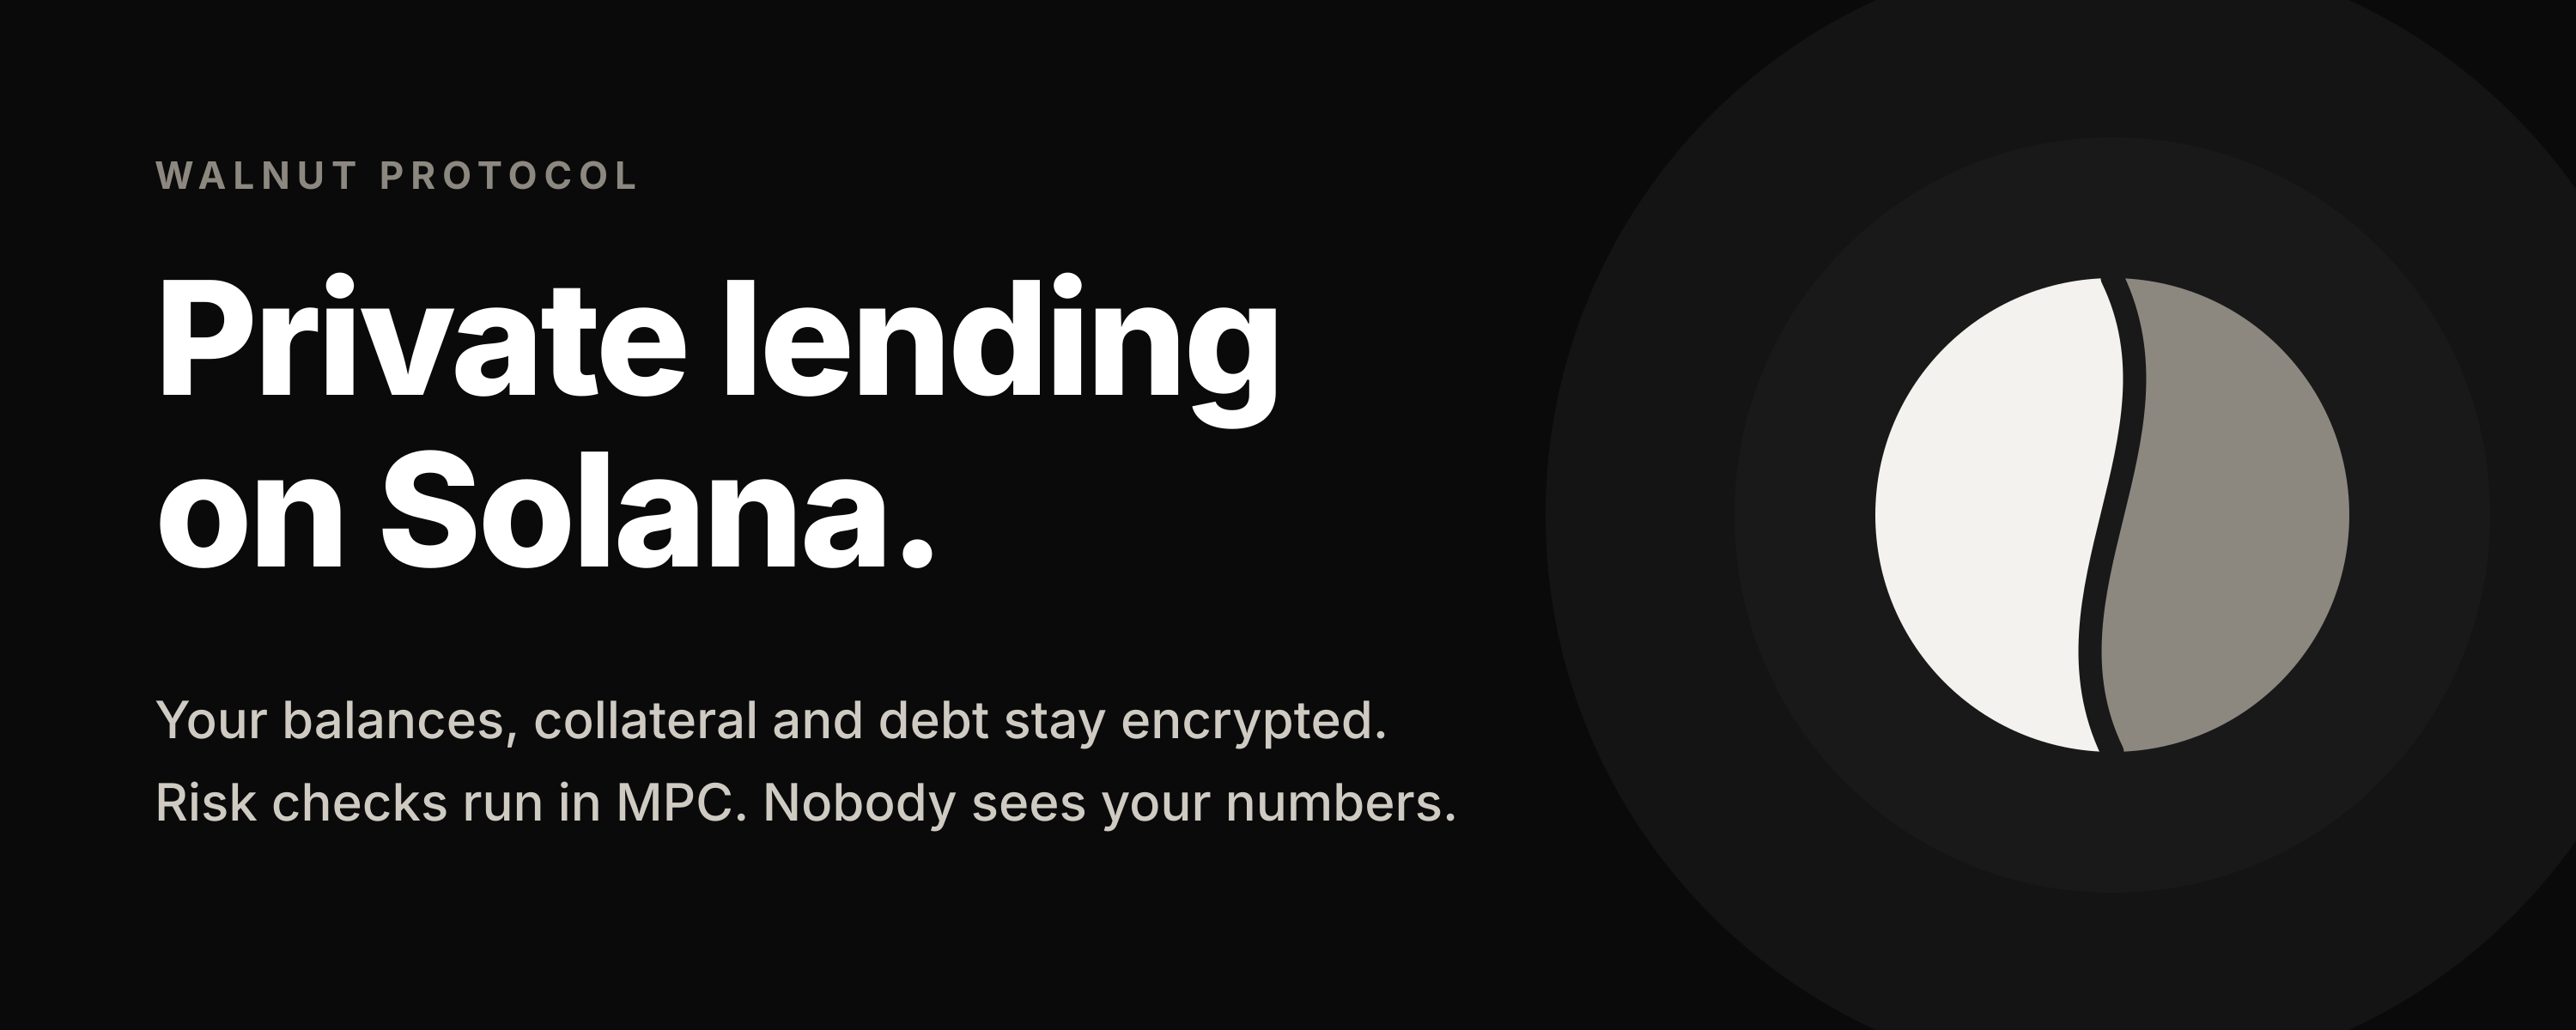 WALNUT PROTOCOL
Private lending
on Solana.
Your balances, collateral and debt stay encrypted.
Risk checks run in MPC. Nobody sees your numbers.